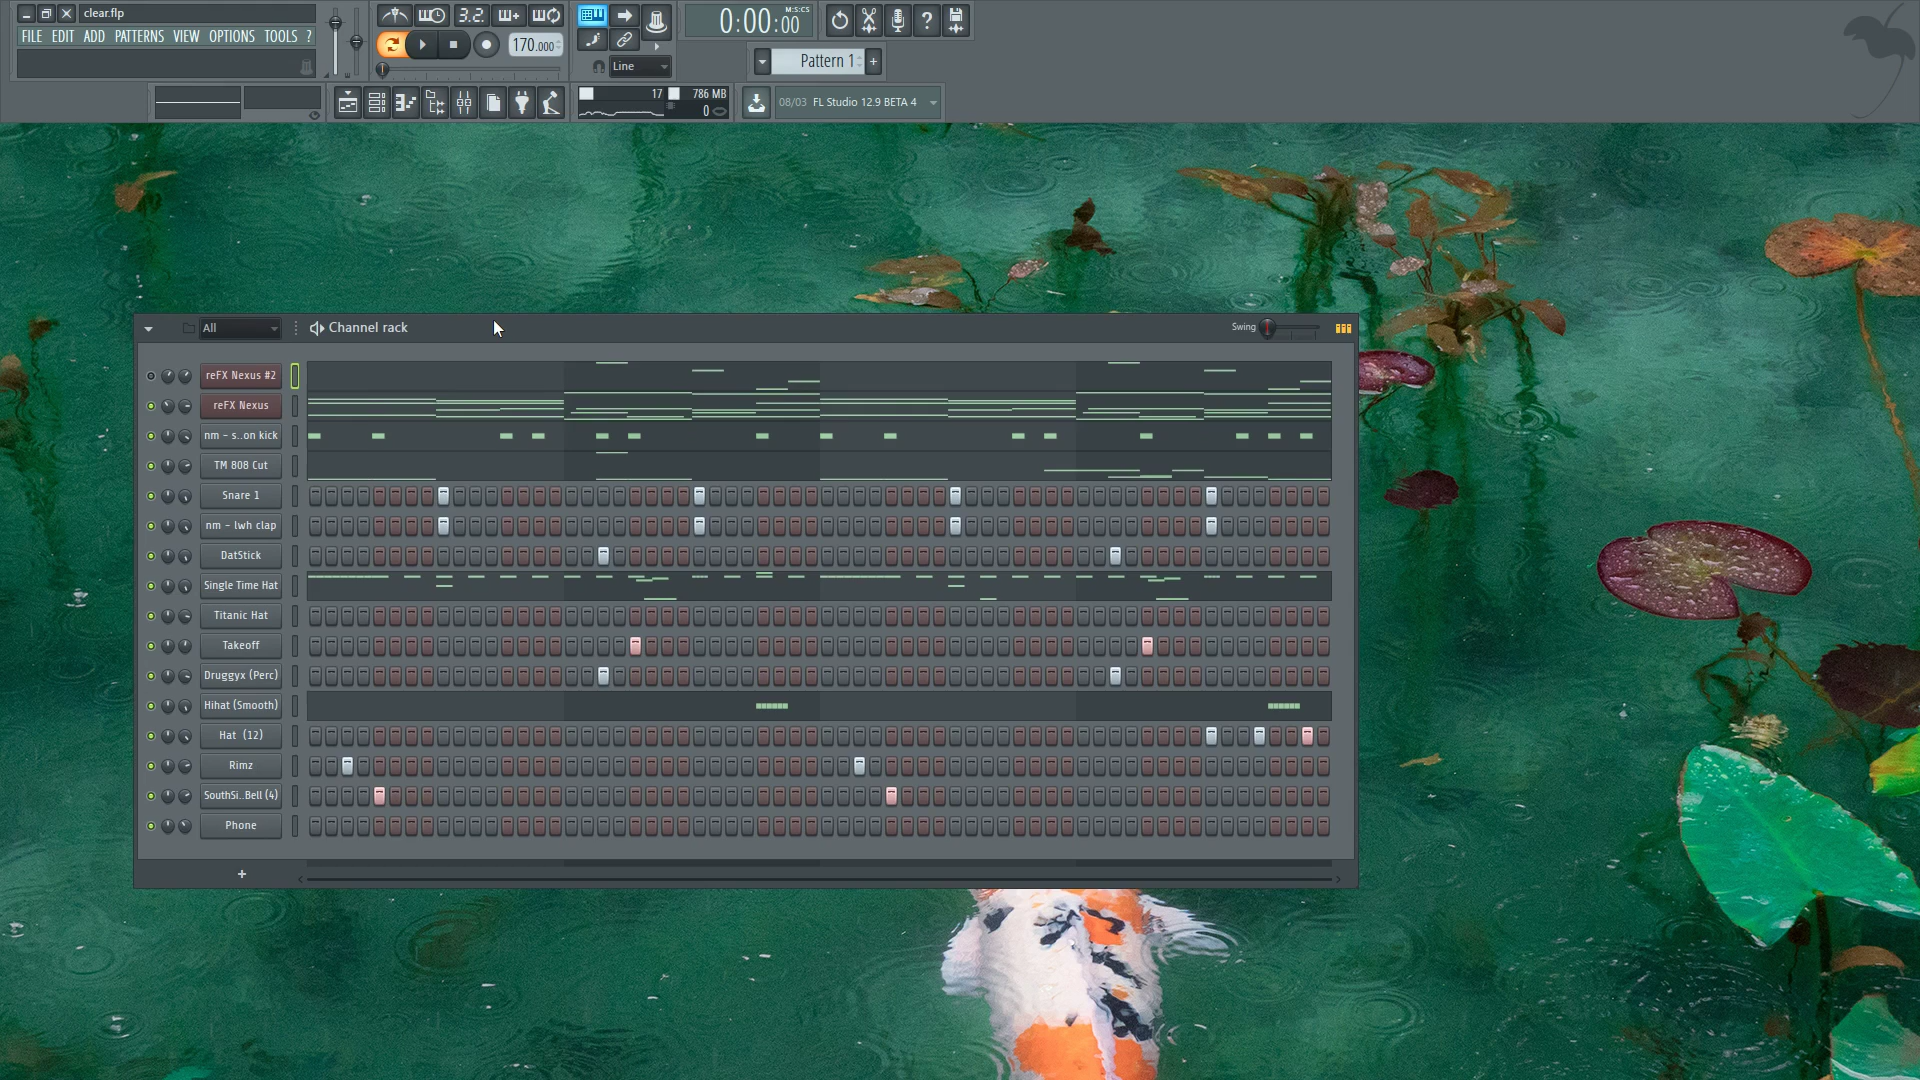 clear.flp
FILE EDIT ADD PATTERNS VIEW OPTIONS TOOLS ?
3.2.
170.000
Line
0:00:00
M:S:CS
Pattern 1
+
17
786 MB
0
08/03 FL Studio 12.9 BETA 4
All
Channel rack
Swing
reFX Nexus #2
reFX Nexus
nm - s..on kick
TM 808 Cut
Snare 1
nm - lwh clap
DatStick
Single Time Hat
Titanic Hat
Takeoff
Druggyx (Perc)
Hihat (Smooth)
Hat (12)
Rimz
SouthSi..Bell (4)
Phone
+